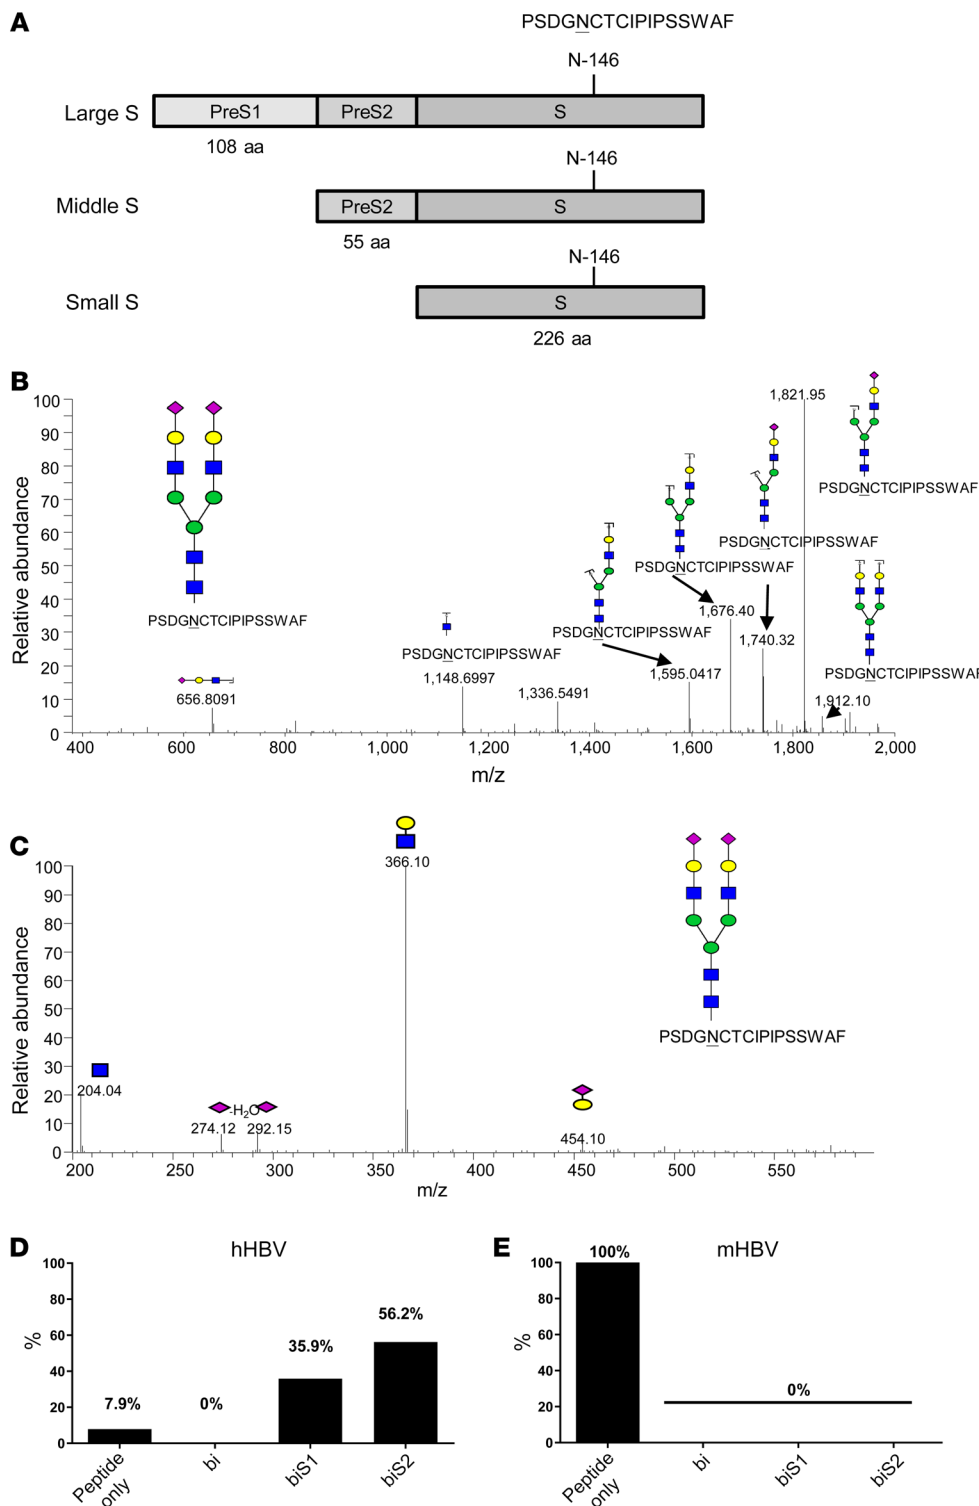 A
PSDGNCTCIPIPSSWAF
N-146
Large S
PreS1
PreS2
S
108 aa
N-146
Middle S
PreS2
S
55 aa
N-146
Small S
S
226 aa
B
Relative abundance
100
90
80
70
60
50
40
30
20
10
0
PSDGNCTCIPIPSSWAF
656.8091
PSDGNCTCIPIPSSWAF
1,148.6997
1,336.5491
PSDGNCTCIPIPSSWAF
1,595.0417
PSDGNCTCIPIPSSWAF
1,676.40
PSDGNCTCIPIPSSWAF
1,740.32
1,821.95
PSDGNCTCIPIPSSWAF
PSDGNCTCIPIPSSWAF
1,912.10
400
600
800
1,000
1,200
1,400
1,600
1,800
2,000
m/z
C
Relative abundance
100
90
80
70
60
50
40
30
20
10
0
204.04
274.12
-H2O
292.15
366.10
454.10
PSDGNCTCIPIPSSWAF
200
250
300
350
400
450
500
550
m/z
D
hHBV
%
100
80
60
40
20
0
7.9%
0%
35.9%
56.2%
Peptide only
bi
biS1
biS2
E
mHBV
%
100
80
60
40
20
0
100%
0%
Peptide only
bi
biS1
biS2